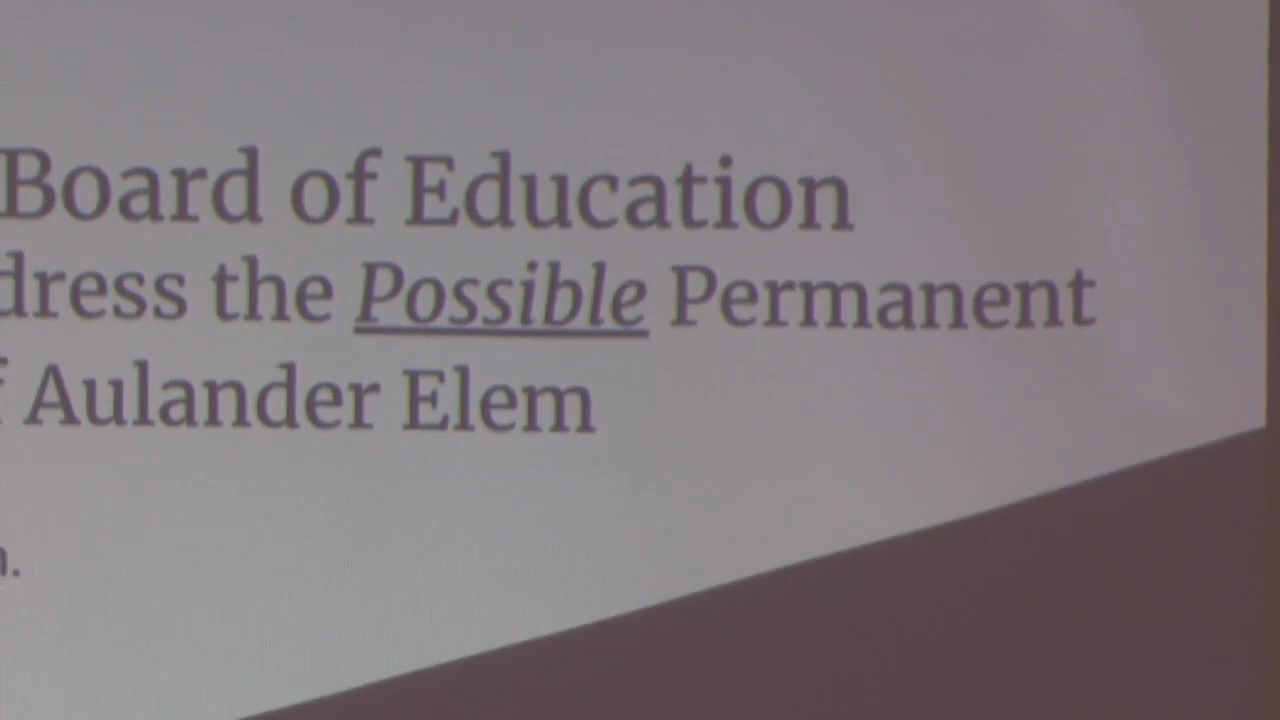 Board of Education
dress the Possible Permanent
f Aulander Elem